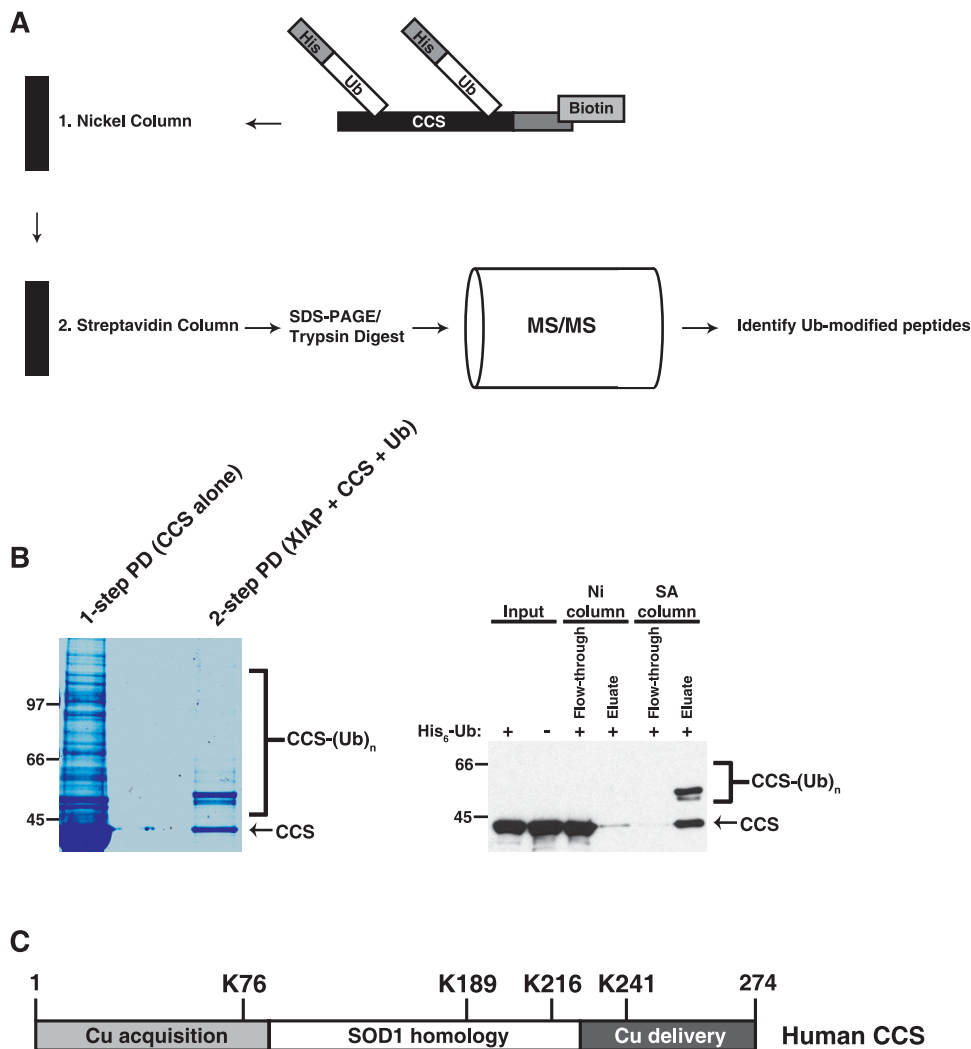 A
His
Ub
His
Ub
Biotin
CCS
1. Nickel Column
2. Streptavidin Column
SDS-PAGE/
Trypsin Digest
MS/MS
Identify Ub-modified peptides
B
1-step PD (CCS alone)
2-step PD (XIAP + CCS + Ub)
97
66
45
CCS-(Ub)n
CCS
Input
Ni
column
SA
column
Flow-through
Eluate
Flow-through
Eluate
His6-Ub: + - + + + +
66
45
CCS-(Ub)n
CCS
C
1 K76 K189 K216 K241 274
Cu acquisition SOD1 homology Cu delivery Human CCS